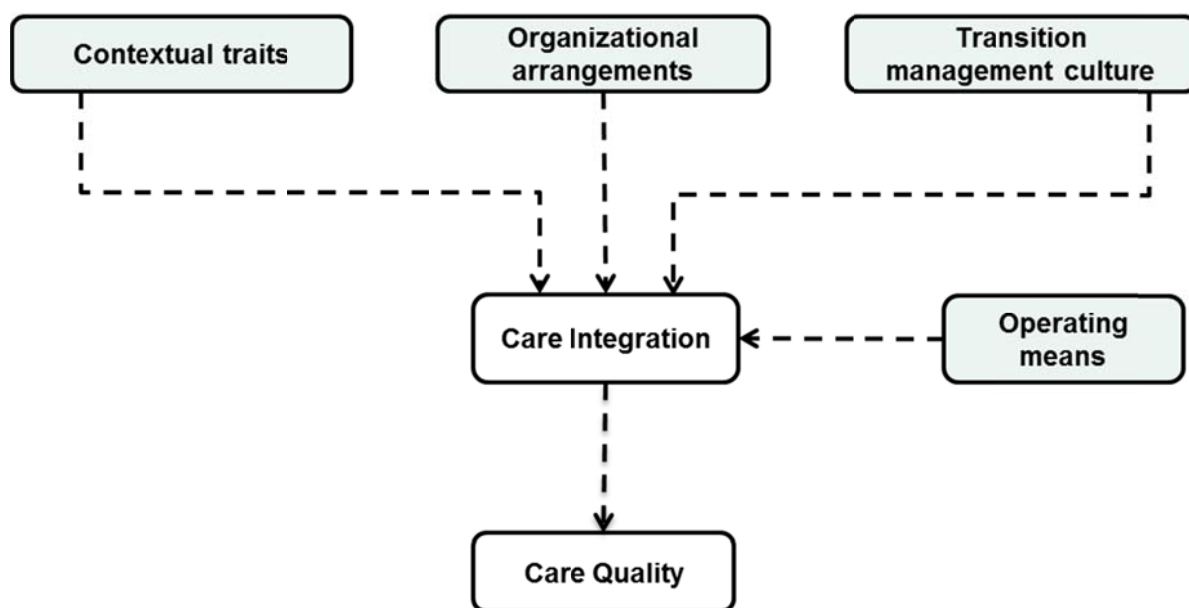 Contextual traits
Organizational
arrangements
Transition
management culture
Care Integration
Operating
means
Care Quality